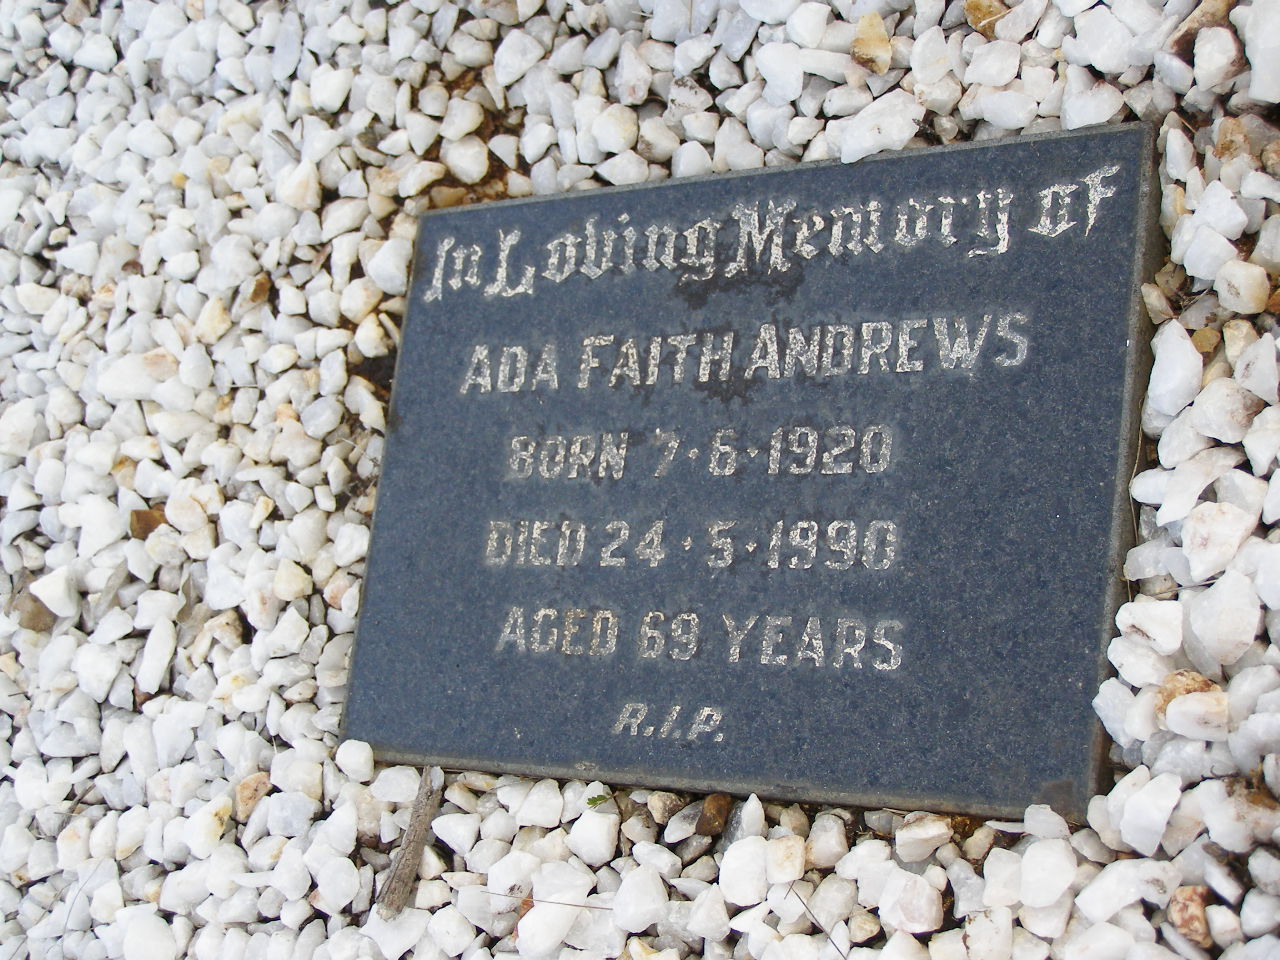 In Loving Memory of
ADA FAITH ANDREWS
BORN 7·6·1920
DIED 24·5·1990
AGED 69 YEARS
R.I.P.